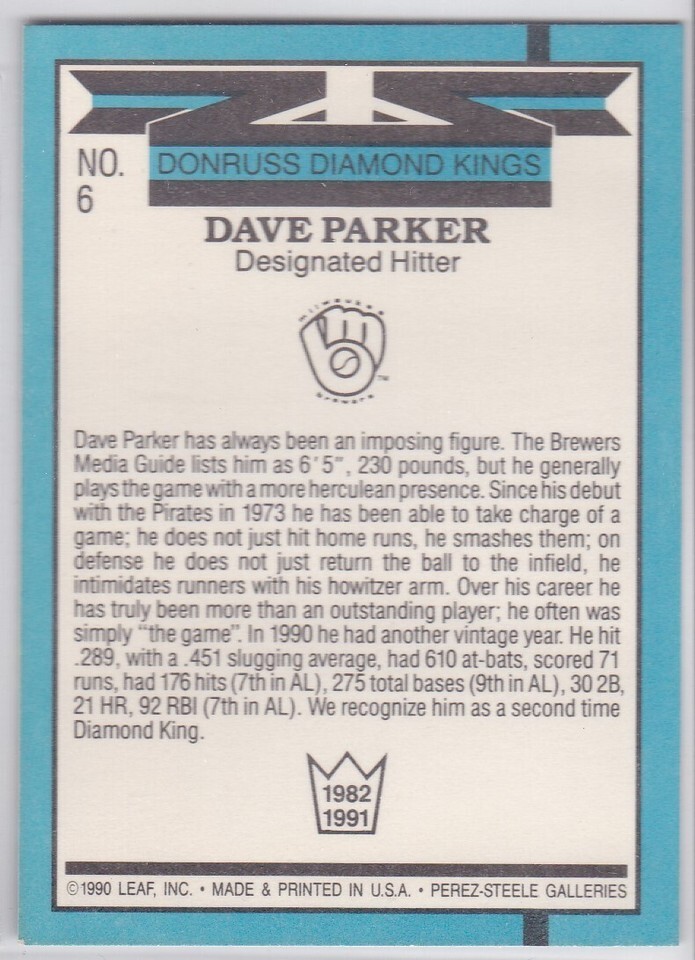 NO.
6
DONRUSS DIAMOND KINGS
DAVE PARKER
Designated Hitter
milwaukee
TM
brewers
Dave Parker has always been an imposing figure. The Brewers
Media Guide lists him as 6'5", 230 pounds, but he generally
plays the game with a more herculean presence. Since his debut
with the Pirates in 1973 he has been able to take charge of a
game; he does not just hit home runs, he smashes them; on
defense he does not just return the ball to the infield, he
intimidates runners with his howitzer arm. Over his career he
has truly been more than an outstanding player; he often was
simply “the game”. In 1990 he had another vintage year. He hit
.289, with a .451 slugging average, had 610 at-bats, scored 71
runs, had 176 hits (7th in AL), 275 total bases (9th in AL), 30 2B,
21 HR, 92 RBI (7th in AL). We recognize him as a second time
Diamond King.
1982
1991
©1990 LEAF, INC. • MADE & PRINTED IN U.S.A. • PEREZ-STEELE GALLERIES